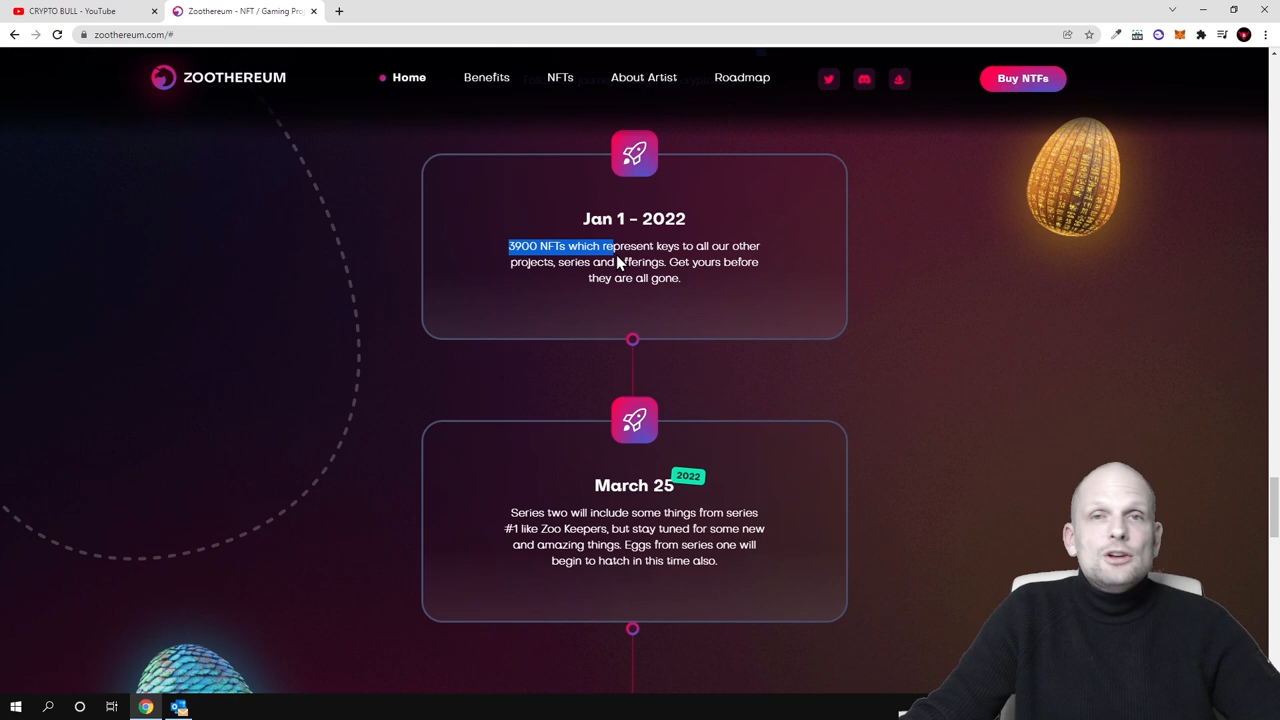 CRYPTO BULL - YouTube
Zoothereum - NFT / Gaming Pro
zoothereum.com/#
ZOOTHEREUM
Home
Benefits
NFTs
About Artist
Roadmap
Buy NTFs
Jan 1 - 2022
3900 NFTs which represent keys to all our other
projects, series and offerings. Get yours before
they are all gone.
2022
March 25
Series two will include some things from series
#1 like Zoo Keepers, but stay tuned for some new
and amazing things. Eggs from series one will
begin to hatch in this time also.